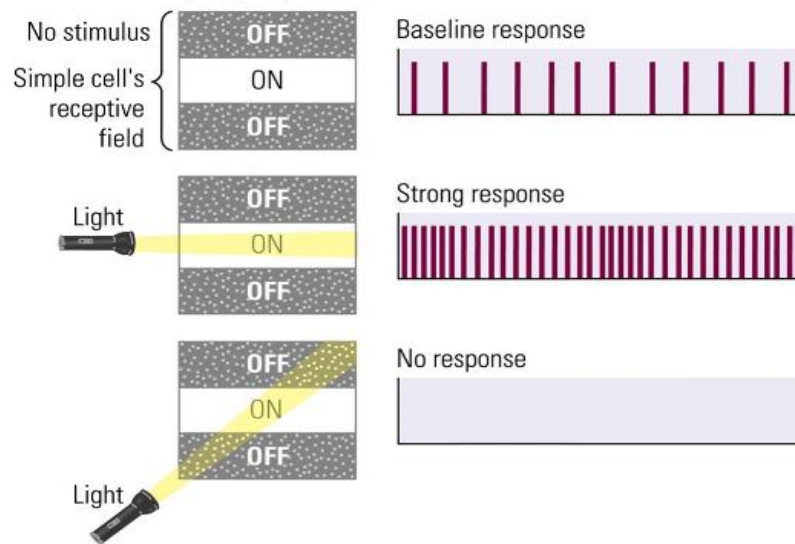 No stimulus
Simple cell's
receptive
field
OFF
ON
OFF
Baseline response
Light
OFF
ON
OFF
Strong response
Light
OFF
ON
OFF
No response